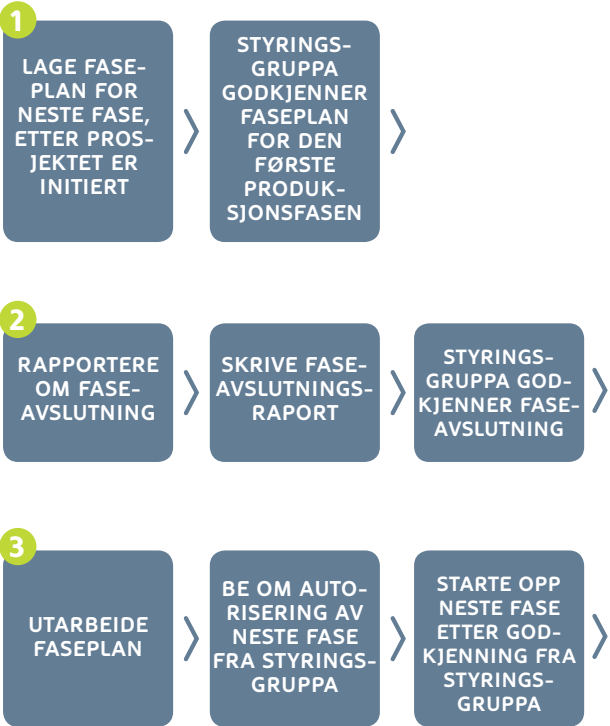 1
LAGE FASE-
PLAN FOR
NESTE FASE,
ETTER PROS-
JEKTET ER
INITIERT
STYRINGS-
GRUPPA
GODKJENNER
FASEPLAN
FOR DEN
FØRSTE
PRODUK-
SJONSFASEN
2
RAPPORTERE
OM FASE-
AVSLUTNING
SKRIVE FASE-
AVSLUTNINGS-
RAPORT
STYRINGS-
GRUPPA GOD-
KJENNER FASE-
AVSLUTNING
3
UTARBEIDE
FASEPLAN
BE OM AUTO-
RISERING AV
NESTE FASE
FRA STYRINGS-
GRUPPA
STARTE OPP
NESTE FASE
ETTER GOD-
KJENNING FRA
STYRINGS-
GRUPPA